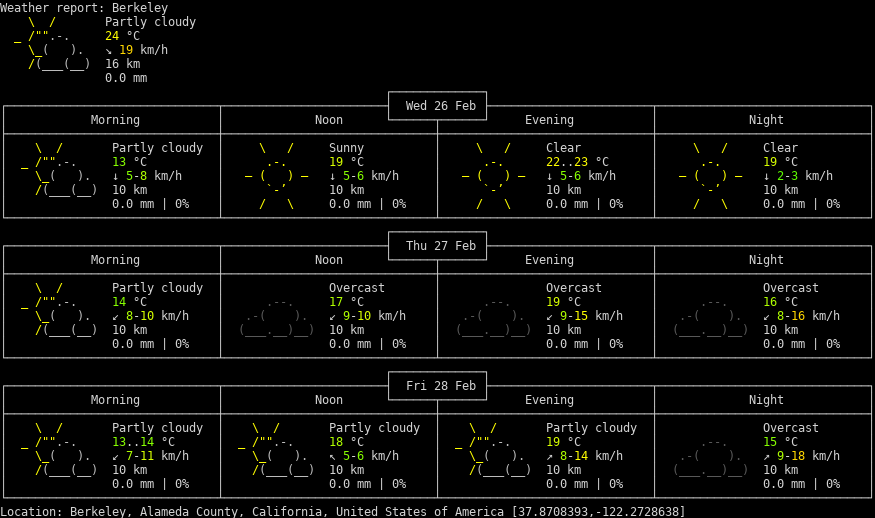 Weather report: Berkeley
Partly cloudy
24 °C
↘ 19 km/h
16 km
0.0 mm
Wed 26 Feb
Morning Noon Evening Night
Partly cloudy Sunny Clear Clear
13 °C 19 °C 22..23 °C 19 °C
↓ 5-8 km/h ↓ 5-6 km/h ↓ 5-6 km/h ↓ 2-3 km/h
10 km 10 km 10 km 10 km
0.0 mm | 0% 0.0 mm | 0% 0.0 mm | 0% 0.0 mm | 0%
Thu 27 Feb
Morning Noon Evening Night
Partly cloudy Overcast Overcast Overcast
14 °C 17 °C 19 °C 16 °C
↙ 8-10 km/h ↙ 9-10 km/h ↙ 9-15 km/h ↙ 8-16 km/h
10 km 10 km 10 km 10 km
0.0 mm | 0% 0.0 mm | 0% 0.0 mm | 0% 0.0 mm | 0%
Fri 28 Feb
Morning Noon Evening Night
Partly cloudy Partly cloudy Partly cloudy Overcast
13..14 °C 18 °C 19 °C 15 °C
↙ 7-11 km/h ↖ 5-6 km/h ↗ 8-14 km/h ↗ 9-18 km/h
10 km 10 km 10 km 10 km
0.0 mm | 0% 0.0 mm | 0% 0.0 mm | 0% 0.0 mm | 0%
Location: Berkeley, Alameda County, California, United States of America [37.8708393,-122.2728638]